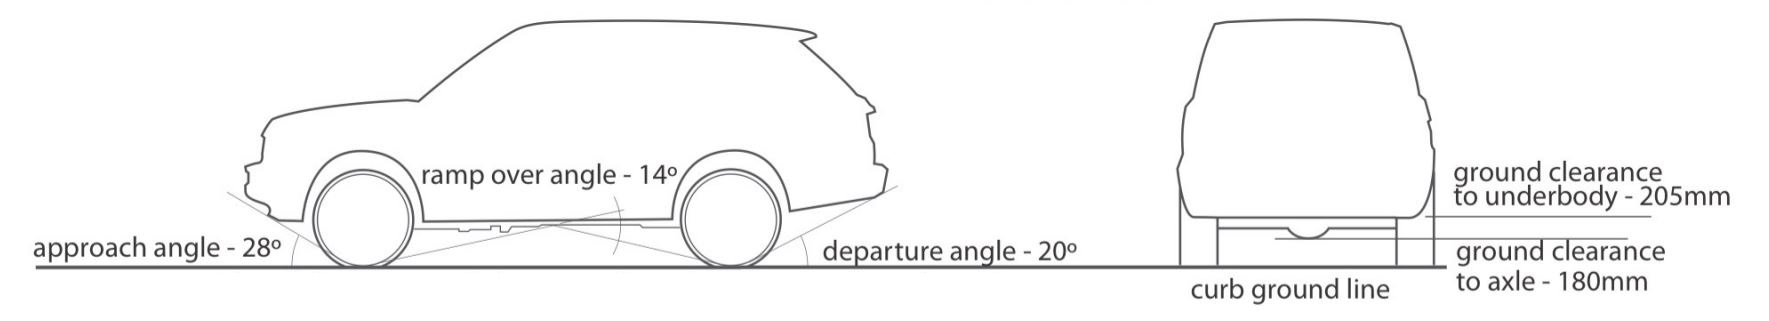 ramp over angle - 14º
approach angle - 28º
departure angle - 20º
ground clearance
to underbody - 205mm
ground clearance
to axle - 180mm
curb ground line